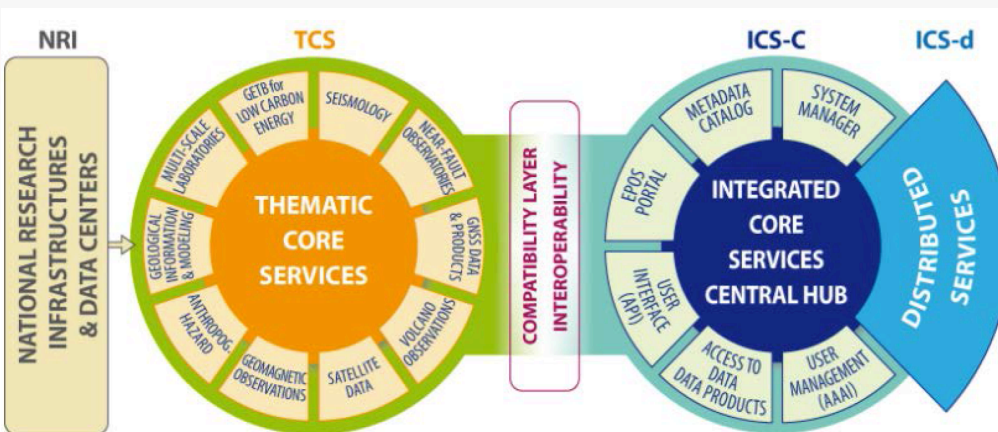 NRI
NATIONAL RESEARCH
INFRASTRUCTURES
& DATA CENTERS
TCS
THEMATIC
CORE
SERVICES
SEISMOLOGY
NEAR-FAULT
OBSERVATORIES
GNSS DATA
& PRODUCTS
VOLCANO
OBSERVATIONS
SATELLITE
DATA
GEOMAGNETIC
OBSERVATIONS
ANTHROPOG.
HAZARD
GEOLOGICAL
INFORMATION
& MODELING
MULTI-SCALE
LABORATORIES
GETB for
LOW CARBON
ENERGY
COMPATIBILITY LAYER
INTEROPERABILITY
ICS-C
INTEGRATED
CORE
SERVICES
CENTRAL HUB
METADATA
CATALOG
SYSTEM
MANAGER
USER
MANAGEMENT
(AAAI)
ACCESS TO
DATA
DATA PRODUCTS
USER
INTERFACE
(API)
EPOS
PORTAL
ICS-d
DISTRIBUTED
SERVICES